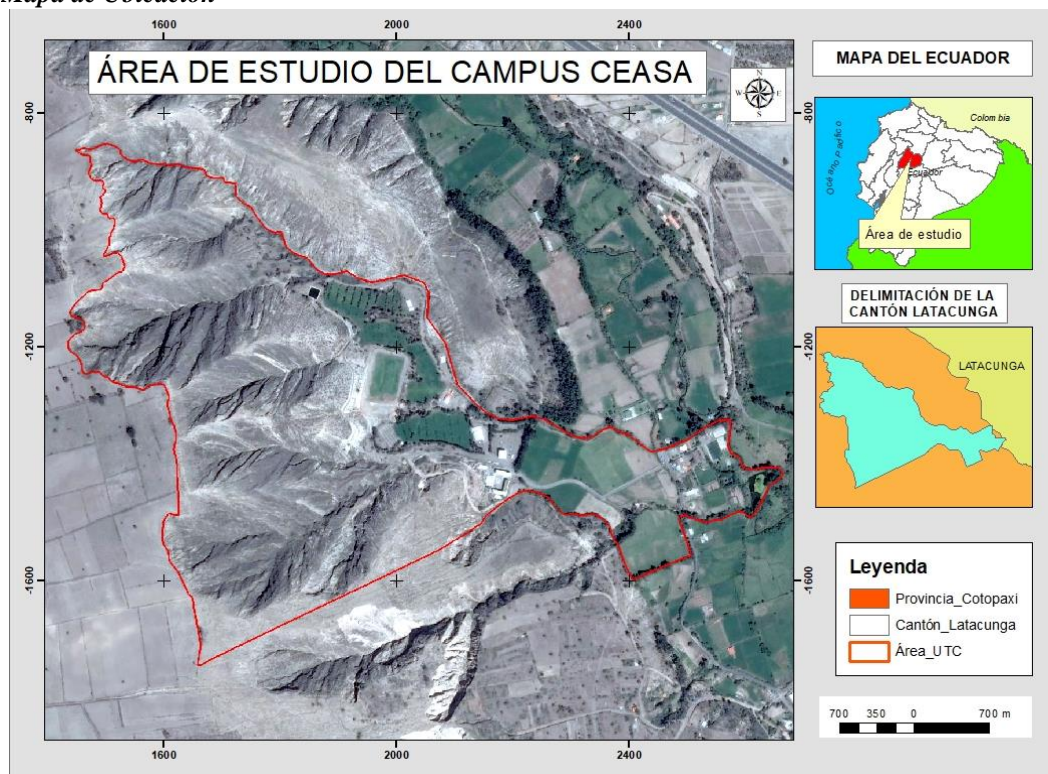 Mapa de Ubicación
1600
2000
2400
ÁREA DE ESTUDIO DEL CAMPUS CEASA
N
W
E
S
-800
-800
-1200
-1200
-1600
-1600
1600
2000
2400
MAPA DEL ECUADOR
Colombia
Océano Pacífico
Ecuador
Área de estudio
DELIMITACIÓN DE LA
CANTÓN LATACUNGA
LATACUNGA
Leyenda
Provincia_Cotopaxi
Cantón_Latacunga
Área_UTC
700 350 0 700 m